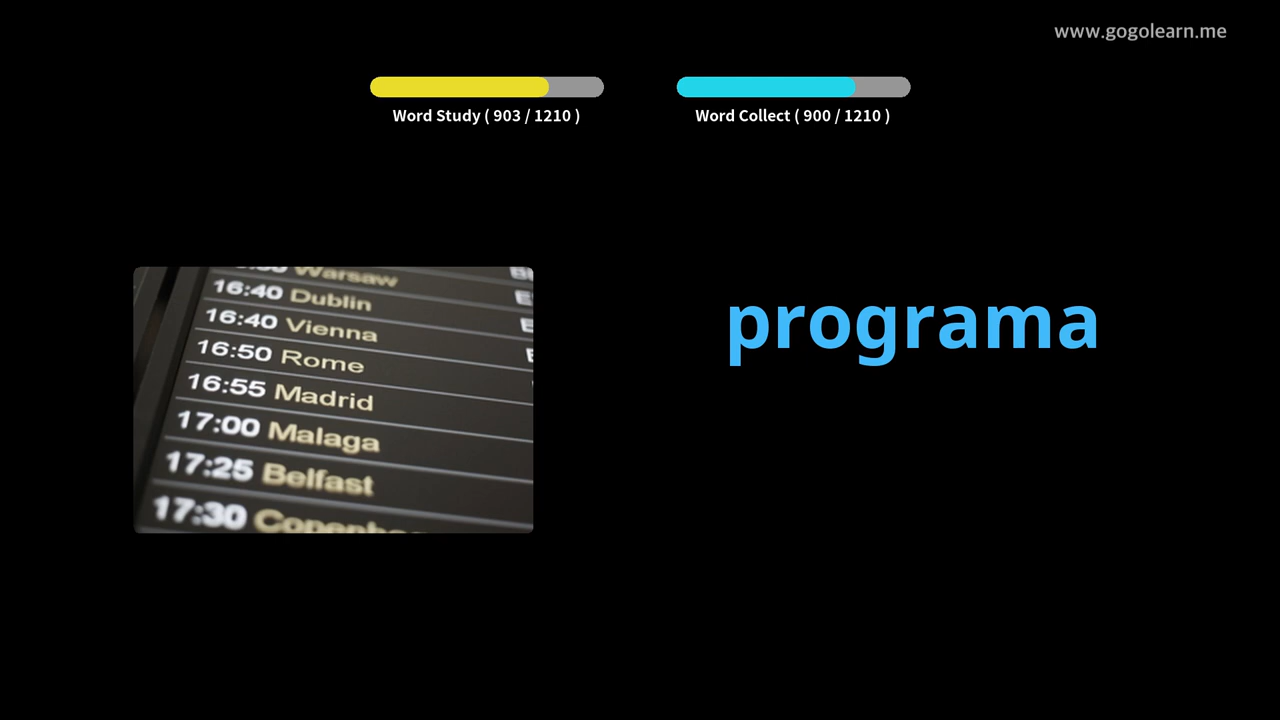 www.gogolearn.me
Word Study ( 903 / 1210 )
Word Collect ( 900 / 1210 )
Warsaw
16:40 Dublin
16:40 Vienna
16:50 Rome
16:55 Madrid
17:00 Malaga
17:25 Belfast
17:30
programa